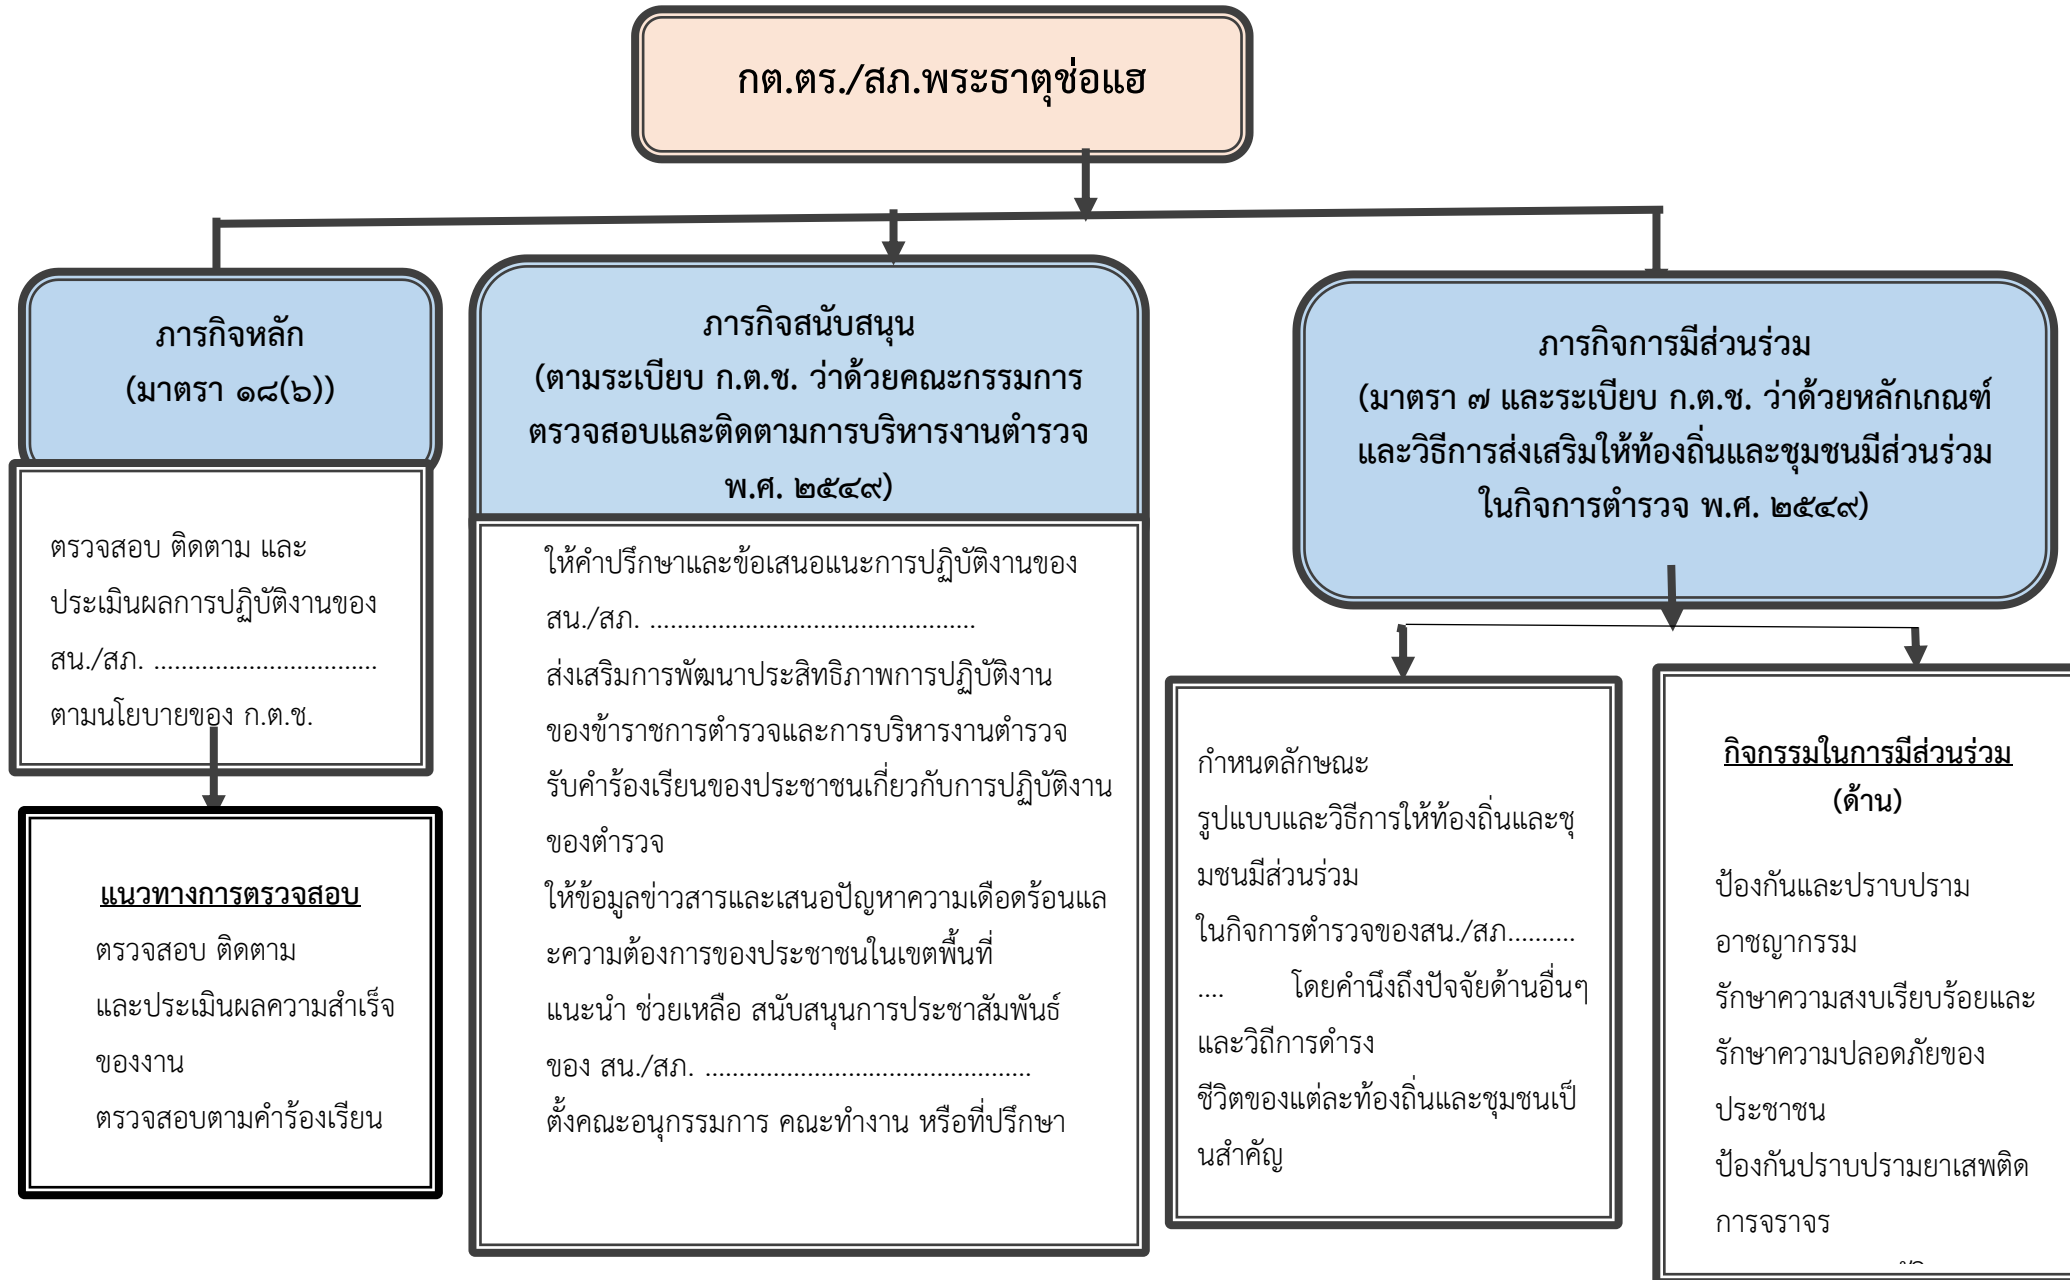 กต.ตร./สภ.พระธาตุช่อแฮ
ภารกิจหลัก
(มาตรา ๑๘(๖))
ตรวจสอบ ติดตาม และ
ประเมินผลการปฏิบัติงานของ
สน./สภ. .................................
ตามนโยบายของ ก.ต.ช.
แนวทางการตรวจสอบ
ตรวจสอบ ติดตาม
และประเมินผลความสำเร็จ
ของงาน
ตรวจสอบตามคำร้องเรียน
ภารกิจสนับสนุน
(ตามระเบียบ ก.ต.ช. ว่าด้วยคณะกรรมการ
ตรวจสอบและติดตามการบริหารงานตำรวจ
พ.ศ. ๒๕๔๙)
ให้คำปรึกษาและข้อเสนอแนะการปฏิบัติงานของ
สน./สภ. ................................................
ส่งเสริมการพัฒนาประสิทธิภาพการปฏิบัติงาน
ของข้าราชการตำรวจและการบริหารงานตำรวจ
รับคำร้องเรียนของประชาชนเกี่ยวกับการปฏิบัติงาน
ของตำรวจ
ให้ข้อมูลข่าวสารและเสนอปัญหาความเดือดร้อนแล
ะความต้องการของประชาชนในเขตพื้นที่
แนะนำ ช่วยเหลือ สนับสนุนการประชาสัมพันธ์
ของ สน./สภ. ................................................
ตั้งคณะอนุกรรมการ คณะทำงาน หรือที่ปรึกษา
ภารกิจการมีส่วนร่วม
(มาตรา ๗ และระเบียบ ก.ต.ช. ว่าด้วยหลักเกณฑ์
และวิธีการส่งเสริมให้ท้องถิ่นและชุมชนมีส่วนร่วม
ในกิจการตำรวจ พ.ศ. ๒๕๔๙)
กำหนดลักษณะ
รูปแบบและวิธีการให้ท้องถิ่นและชุ
มชนมีส่วนร่วม
ในกิจการตำรวจของสน./สภ..........
.... โดยคำนึงถึงปัจจัยด้านอื่นๆ
และวิถีการดำรง
ชีวิตของแต่ละท้องถิ่นและชุมชนเป็
นสำคัญ
กิจกรรมในการมีส่วนร่วม
(ด้าน)
ป้องกันและปราบปราม
อาชญากรรม
รักษาความสงบเรียบร้อยและ
รักษาความปลอดภัยของ
ประชาชน
ป้องกันปราบปรามยาเสพติด
การจราจร